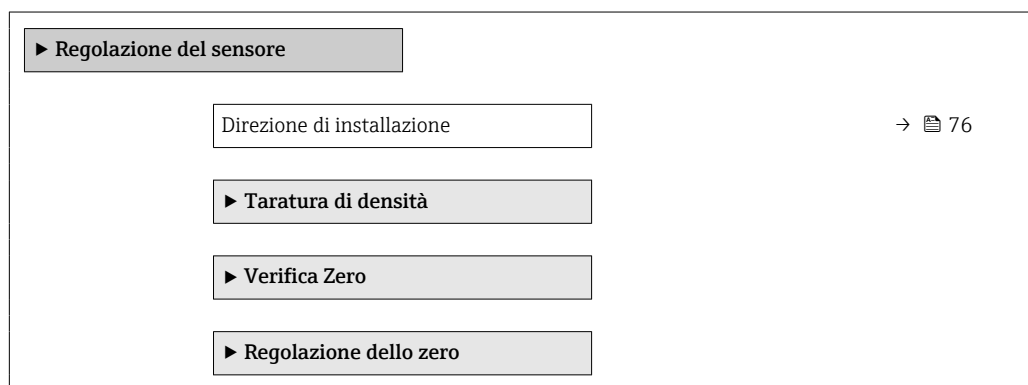 ▶ Regolazione del sensore
Direzione di installazione → 76
▶ Taratura di densità
▶ Verifica Zero
▶ Regolazione dello zero